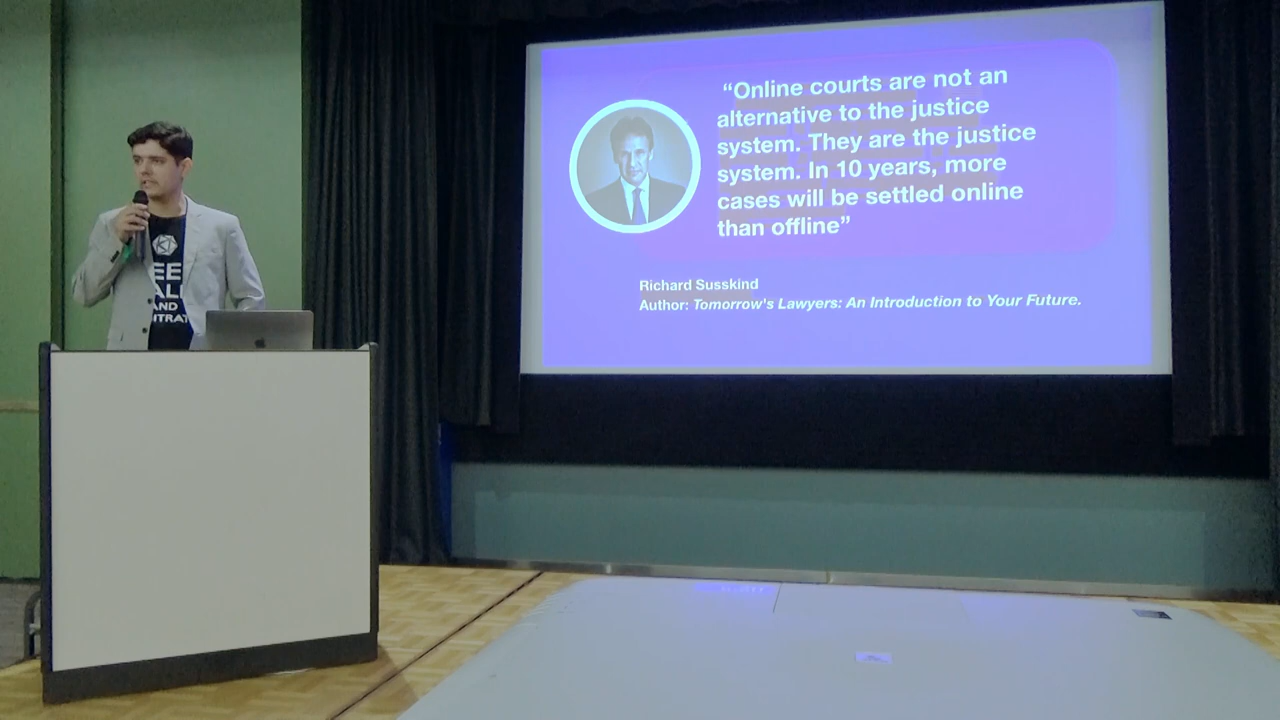 “Online courts are not an
alternative to the justice
system. They are the justice
system. In 10 years, more
cases will be settled online
than offline”
Richard Susskind
Author: Tomorrow's Lawyers: An Introduction to Your Future.
AND